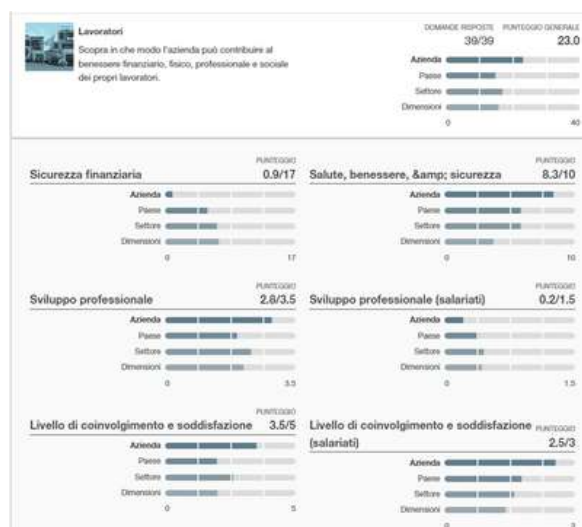 Lavoratori
Scopra in che modo l'azienda può contribuire al
benessere finanziario, fisico, professionale e sociale
dei propri lavoratori.
DOMANDE RISPOSTE PUNTEGGIO GENERALE
39/39 23.0
Azienda
Paese
Settore
Dimensioni
0 40
PUNTEGGIO
Sicurezza finanziaria 0.9/17
Azienda
Paese
Settore
Dimensioni
0 17
PUNTEGGIO
Salute, benessere, &amp; sicurezza 8.3/10
Azienda
Paese
Settore
Dimensioni
0 10
PUNTEGGIO
Sviluppo professionale 2.8/3.5
Azienda
Paese
Settore
Dimensioni
0 3.5
PUNTEGGIO
Sviluppo professionale (salariati) 0.2/1.5
Azienda
Paese
Settore
Dimensioni
0 1.5
PUNTEGGIO
Livello di coinvolgimento e soddisfazione 3.5/5
Azienda
Paese
Settore
Dimensioni
0 5
Livello di coinvolgimento e soddisfazione PUNTEGGIO
(salariati) 2.5/3
Azienda
Paese
Settore
Dimensioni
0 3